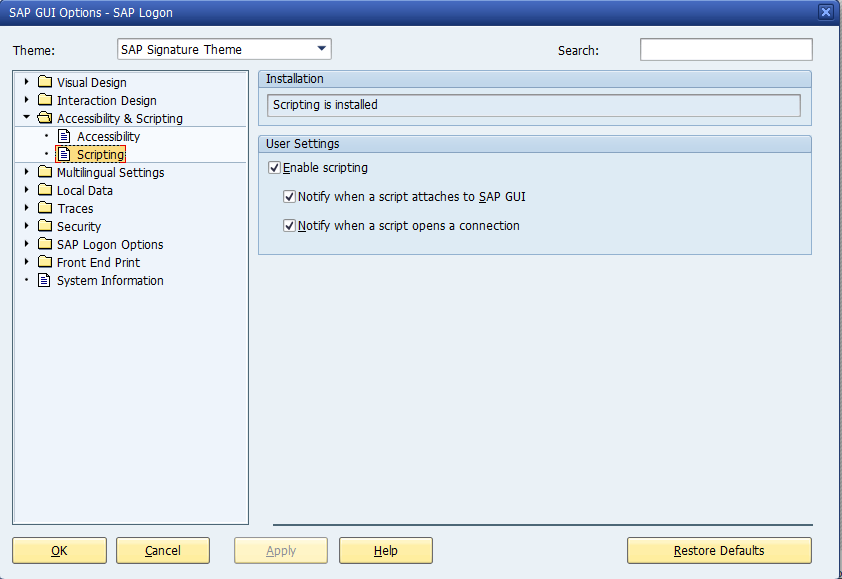 SAP GUI Options - SAP Logon
Theme: SAP Signature Theme Search:
Visual Design
Interaction Design
Accessibility & Scripting
Accessibility
Scripting
Multilingual Settings
Local Data
Traces
Security
SAP Logon Options
Front End Print
System Information
Installation
Scripting is installed
User Settings
Enable scripting
Notify when a script attaches to SAP GUI
Notify when a script opens a connection
OK Cancel Apply Help Restore Defaults